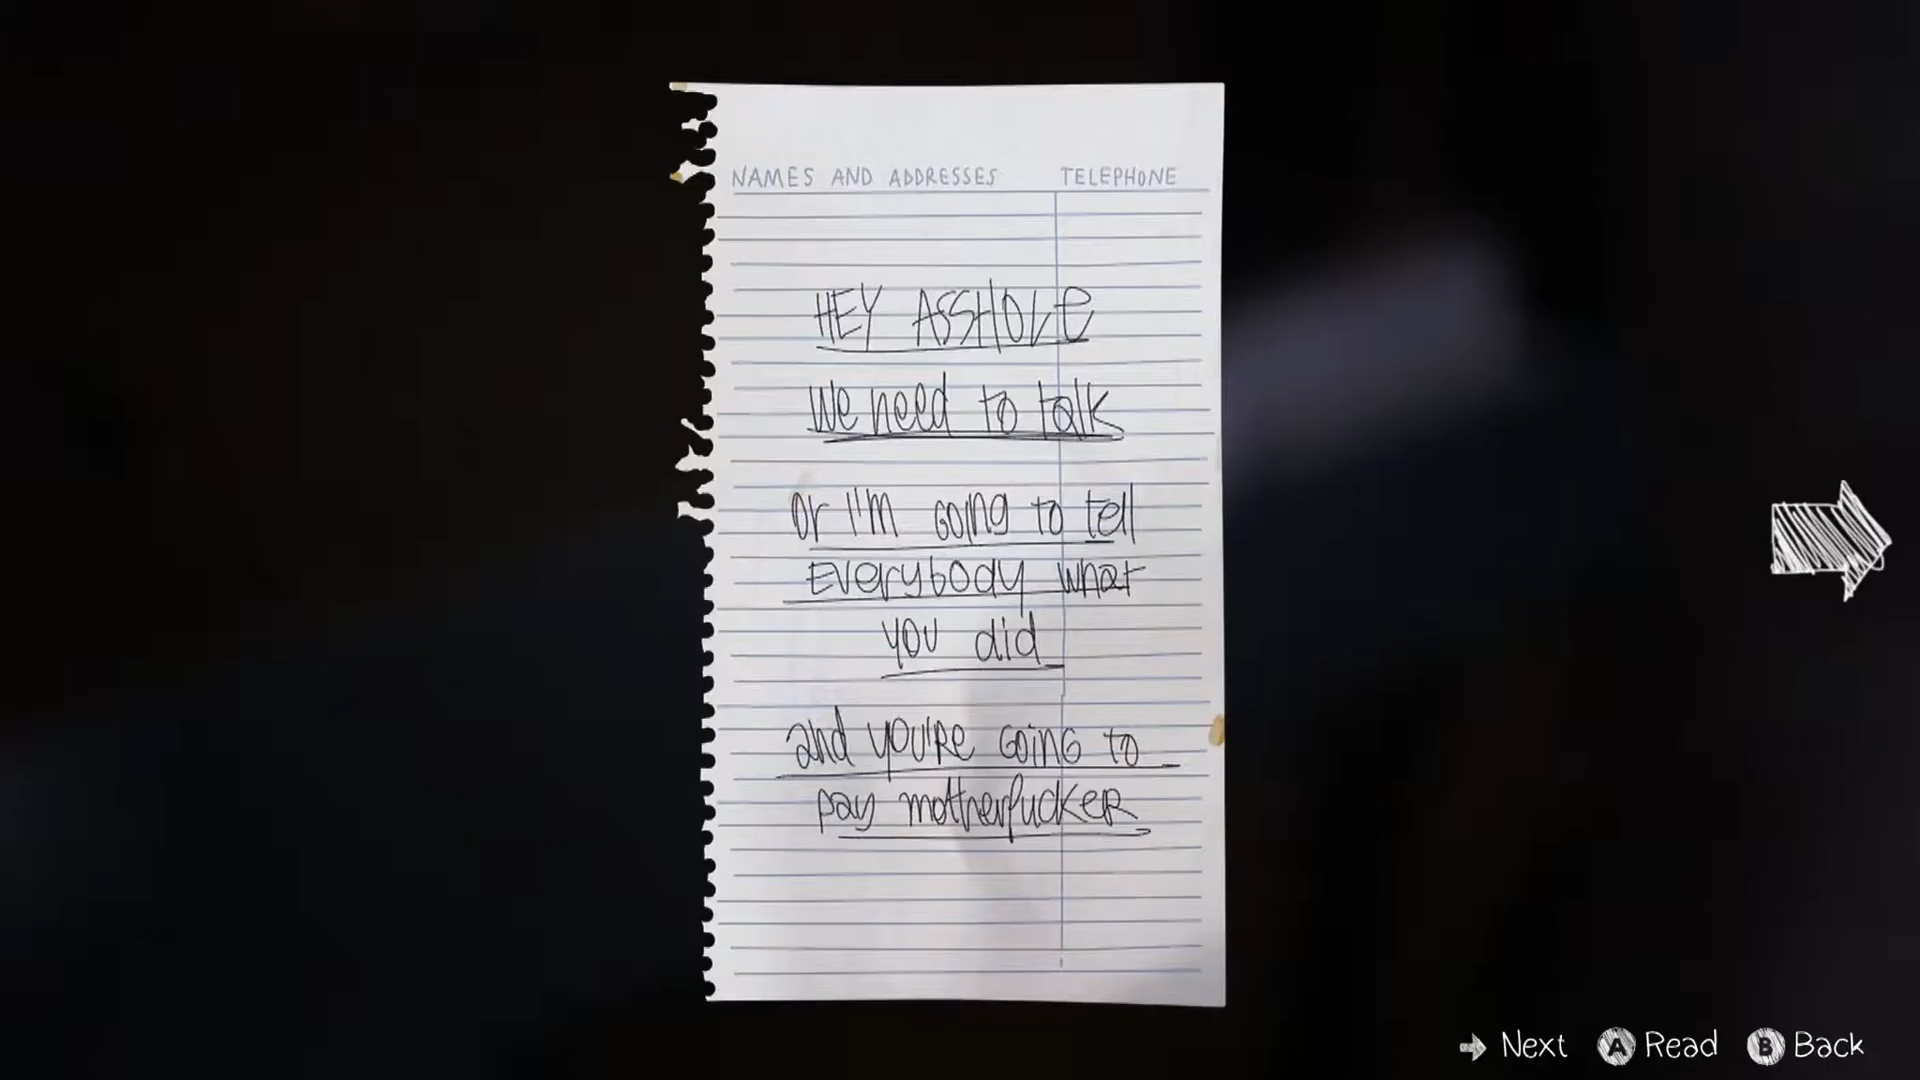 NAMES AND ADDRESSES TELEPHONE
HEY ASSHOLE
We need to talk
Or I'm GOING to tell
EVerybody what
you did
and you're GOING to
pay motherfucker
Next A Read B Back